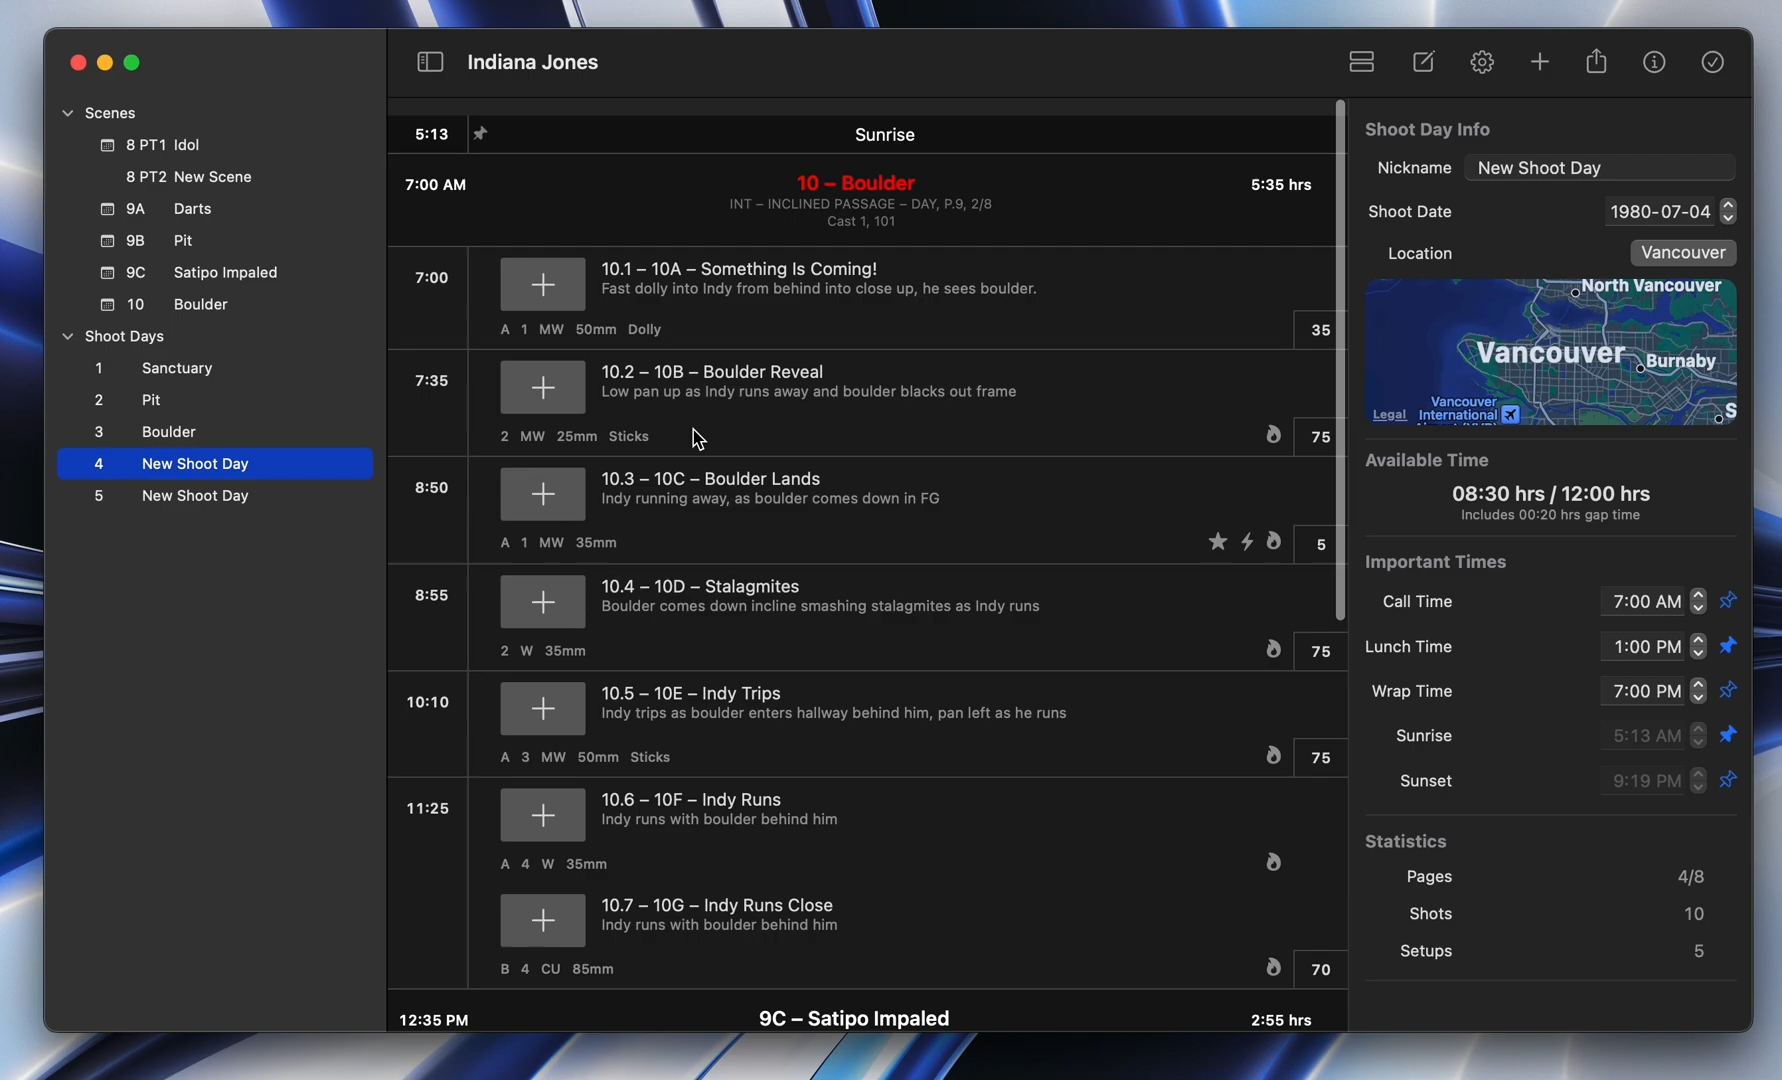 Indiana Jones
Scenes
8 PT1 Idol
8 PT2 New Scene
9A Darts
9B Pit
9C Satipo Impaled
10 Boulder
Shoot Days
1 Sanctuary
2 Pit
3 Boulder
4 New Shoot Day
5 New Shoot Day
5:13 Sunrise
7:00 AM 10 – Boulder 5:35 hrs
INT – INCLINED PASSAGE – DAY, P.9, 2/8
Cast 1, 101
7:00 10.1 – 10A – Something Is Coming!
Fast dolly into Indy from behind into close up, he sees boulder.
A 1 MW 50mm Dolly 35
7:35 10.2 – 10B – Boulder Reveal
Low pan up as Indy runs away and boulder blacks out frame
2 MW 25mm Sticks 75
8:50 10.3 – 10C – Boulder Lands
Indy running away, as boulder comes down in FG
A 1 MW 35mm 5
8:55 10.4 – 10D – Stalagmites
Boulder comes down incline smashing stalagmites as Indy runs
2 W 35mm 75
10:10 10.5 – 10E – Indy Trips
Indy trips as boulder enters hallway behind him, pan left as he runs
A 3 MW 50mm Sticks 75
11:25 10.6 – 10F – Indy Runs
Indy runs with boulder behind him
A 4 W 35mm
10.7 – 10G – Indy Runs Close
Indy runs with boulder behind him
B 4 CU 85mm 70
12:35 PM 9C – Satipo Impaled 2:55 hrs
Shoot Day Info
Nickname New Shoot Day
Shoot Date 1980-07-04
Location Vancouver
North Vancouver
Vancouver
Burnaby
Vancouver
International
Legal
S
Available Time
08:30 hrs / 12:00 hrs
Includes 00:20 hrs gap time
Important Times
Call Time 7:00 AM
Lunch Time 1:00 PM
Wrap Time 7:00 PM
Sunrise 5:13 AM
Sunset 9:19 PM
Statistics
Pages 4/8
Shots 10
Setups 5